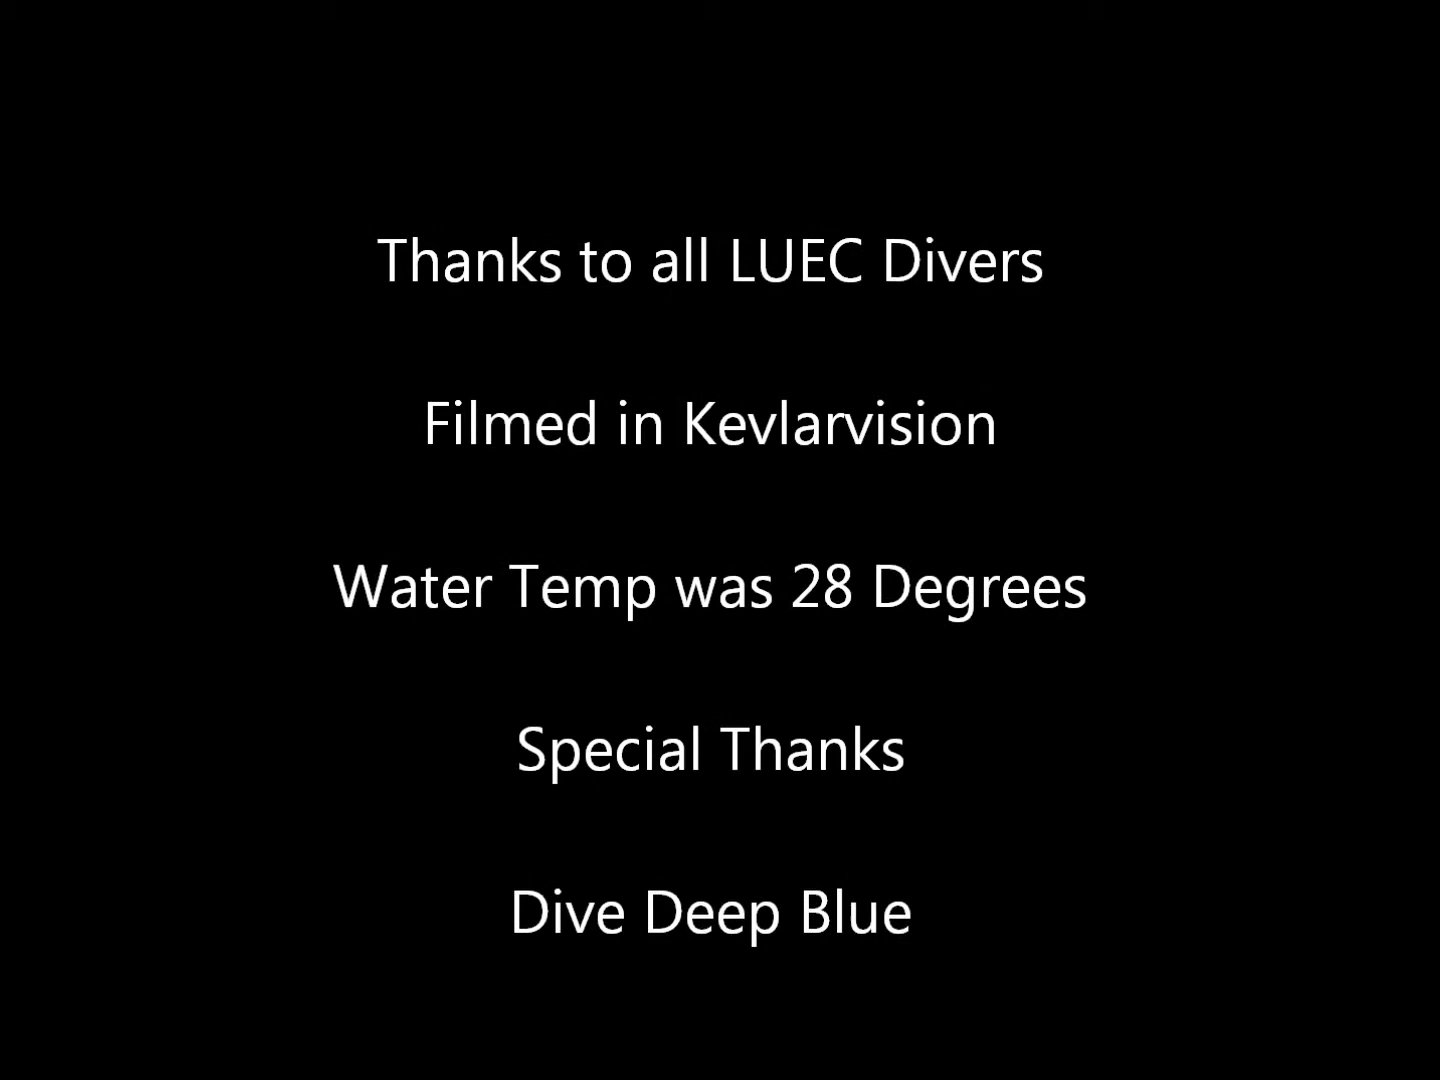 Thanks to all LUEC Divers
Filmed in Kevlarvision
Water Temp was 28 Degrees
Special Thanks
Dive Deep Blue